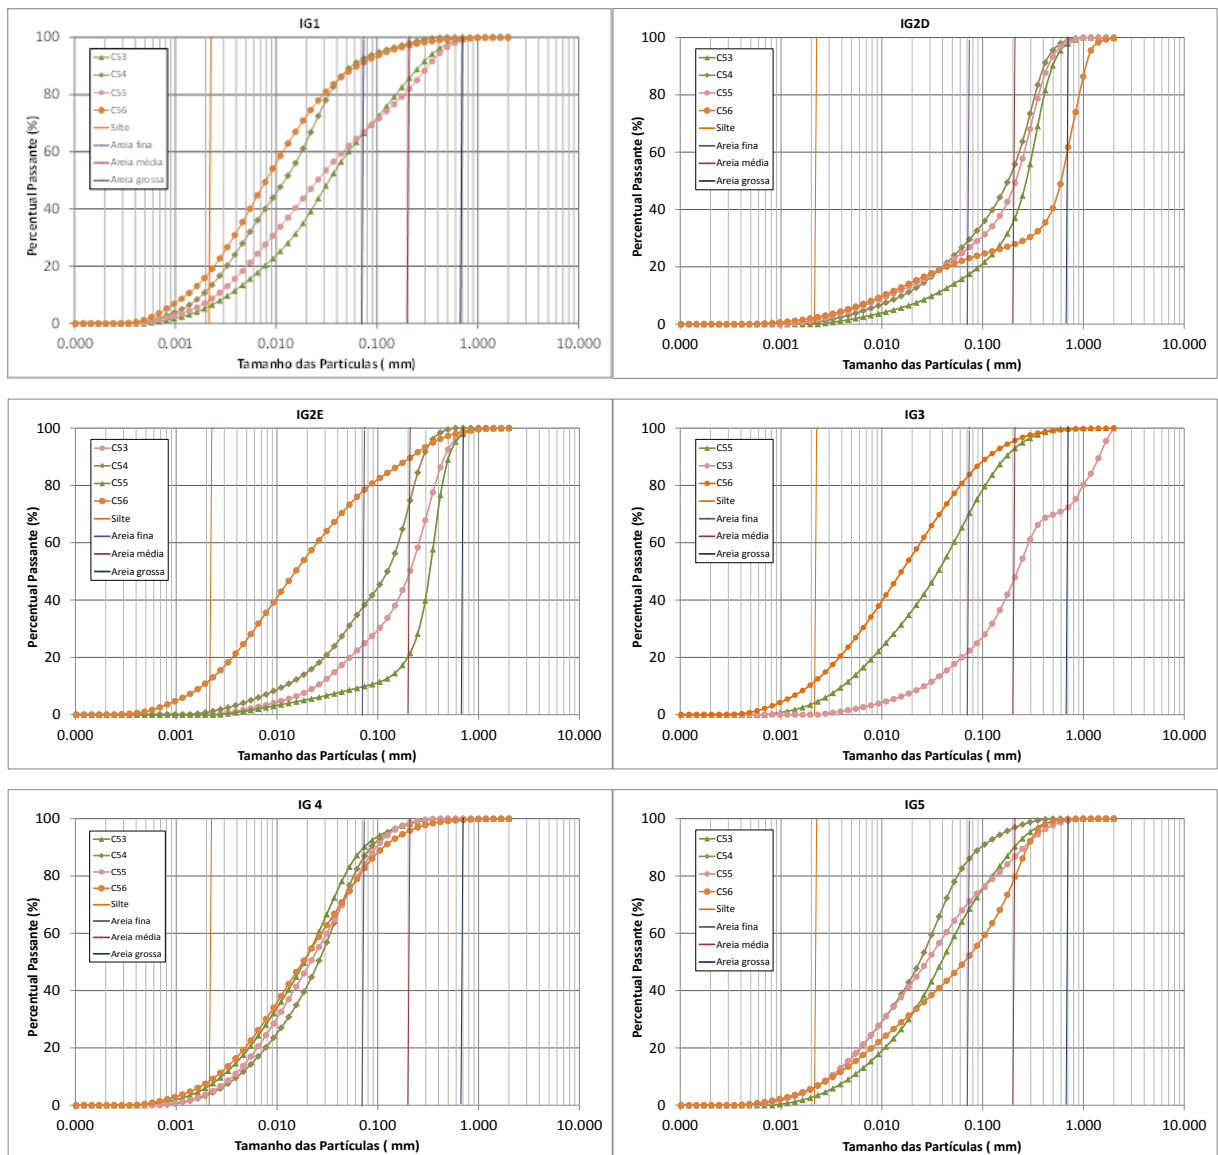 IG1
Percentual Passante (%)
100
80
60
40
20
0
C53
C54
C55
C56
Silte
Areia fina
Areia média
Areia grossa
0.000 0.001 0.010 0.100 1.000 10.000
Tamanho das Partículas ( mm)
IG2D
Percentual Passante (%)
100
80
60
40
20
0
C53
C54
C55
C56
Silte
Areia fina
Areia média
Areia grossa
0.000 0.001 0.010 0.100 1.000 10.000
Tamanho das Partículas ( mm)
IG2E
Percentual Passante (%)
100
80
60
40
20
0
C53
C54
C55
C56
Silte
Areia fina
Areia média
Areia grossa
0.000 0.001 0.010 0.100 1.000 10.000
Tamanho das Partículas ( mm)
IG3
Percentual Passante (%)
100
80
60
40
20
0
C55
C53
C56
Silte
Areia fina
Areia média
Areia grossa
0.000 0.001 0.010 0.100 1.000 10.000
Tamanho das Partículas ( mm)
IG 4
Percentual Passante (%)
100
80
60
40
20
0
C53
C54
C55
C56
Silte
Areia fina
Areia média
Areia grossa
0.000 0.001 0.010 0.100 1.000 10.000
Tamanho das Partículas ( mm)
IG5
Percentual Passante (%)
100
80
60
40
20
0
C53
C54
C55
C56
Silte
Areia fina
Areia média
Areia grossa
0.000 0.001 0.010 0.100 1.000 10.000
Tamanho das Partículas ( mm)